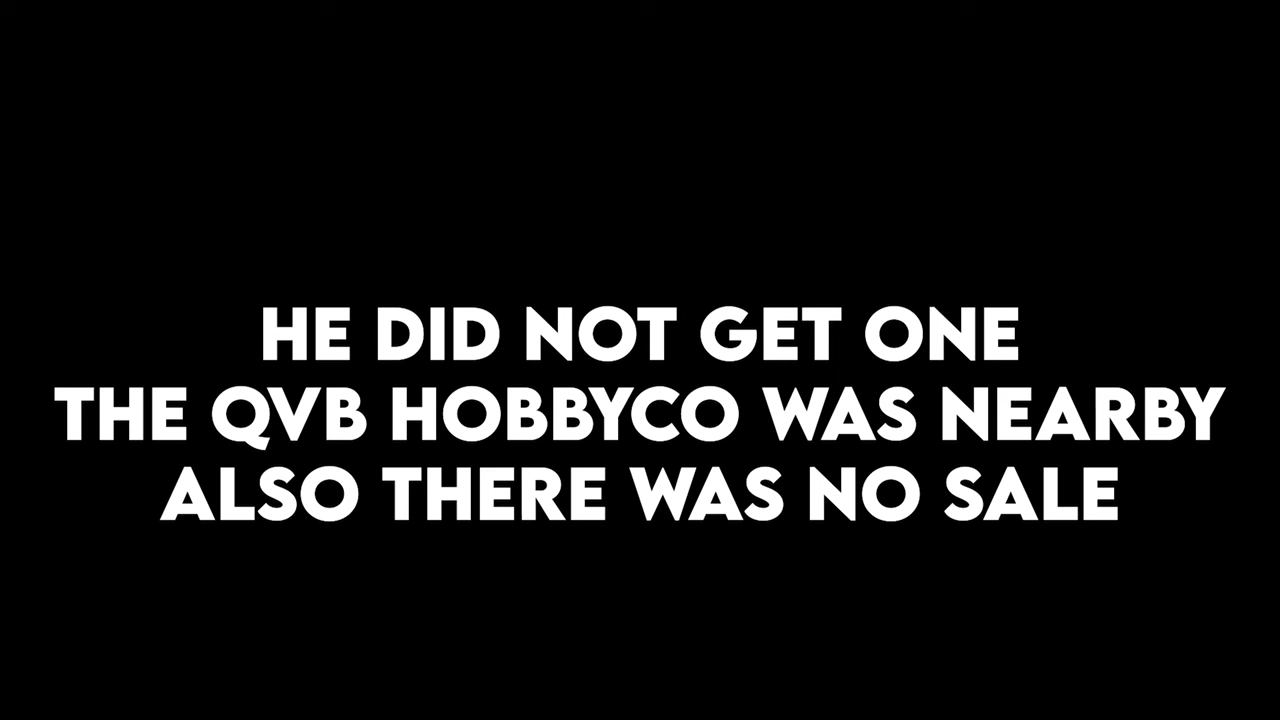 HE DID NOT GET ONE
THE QVB HOBBYCO WAS NEARBY
ALSO THERE WAS NO SALE